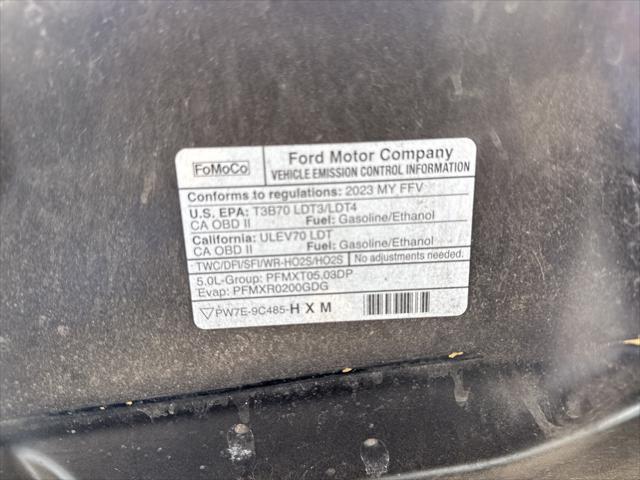 FoMoCo
Ford Motor Company
VEHICLE EMISSION CONTROL INFORMATION
Conforms to regulations: 2023 MY FFV
U.S. EPA: T3B70 LDT3/LDT4
CA OBD II Fuel: Gasoline/Ethanol
California: ULEV70 LDT
CA OBD II Fuel: Gasoline/Ethanol
TWC/DFI/SFI/WR-HO2S/HO2S No adjustments needed.
5.0L-Group: PFMXT05.03DP
Evap: PFMXR0200GDG
PW7E-9C485-HXM